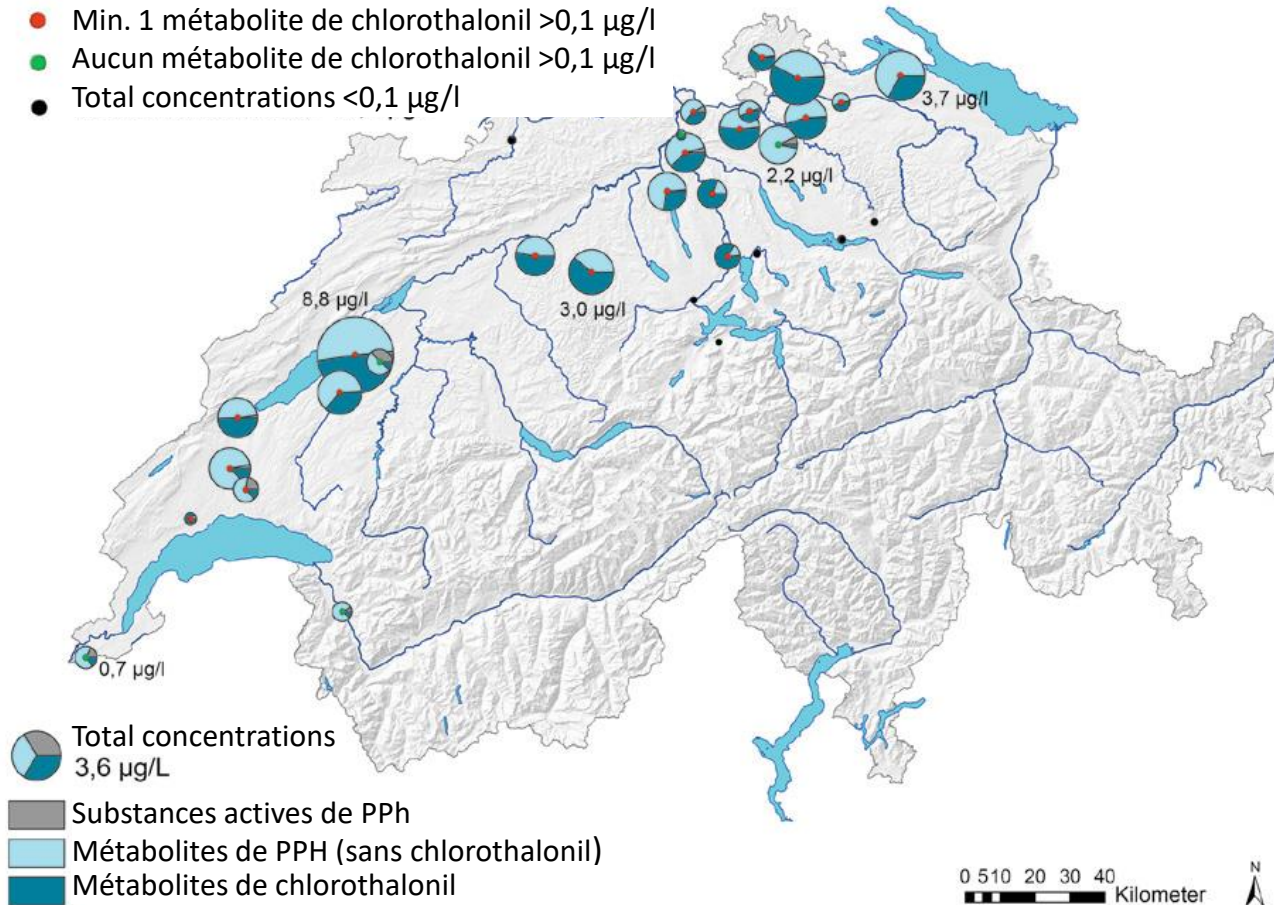 Min. 1 métabolite de chlorothalonil >0,1 µg/l
Aucun métabolite de chlorothalonil >0,1 µg/l
Total concentrations <0,1 µg/l
3,7 µg/l
2,2 µg/l
8,8 µg/l
3,0 µg/l
0,7 µg/l
Total concentrations
3,6 µg/L
Substances actives de PPh
Métabolites de PPH (sans chlorothalonil)
Métabolites de chlorothalonil
0 5 10 20 30 40
Kilometer
N